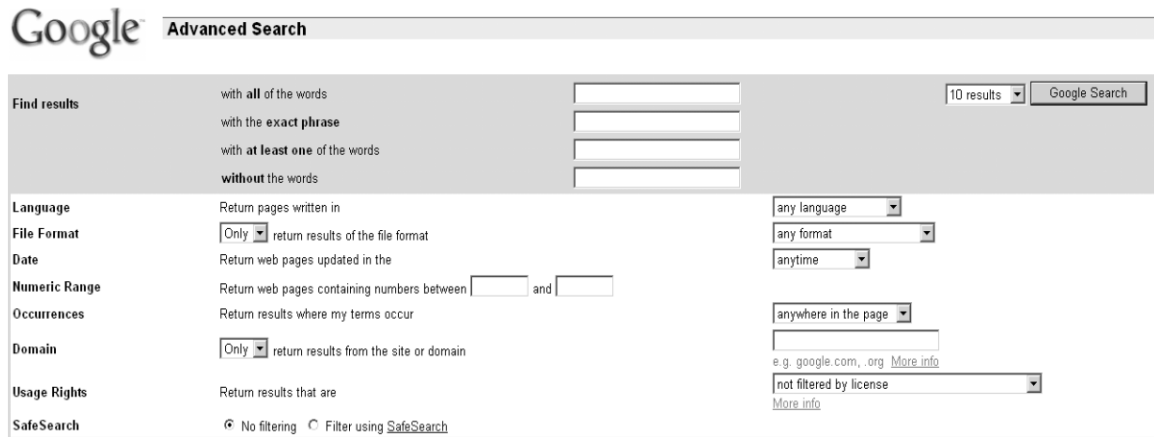 Google Advanced Search
Find results with all of the words 10 results Google Search
with the exact phrase
with at least one of the words
without the words
Language Return pages written in any language
File Format Only return results of the file format any format
Date Return web pages updated in the anytime
Numeric Range Return web pages containing numbers between and
Occurrences Return results where my terms occur anywhere in the page
Domain Only return results from the site or domain
e.g. google.com, .org More info
Usage Rights Return results that are not filtered by license
More info
SafeSearch No filtering Filter using SafeSearch